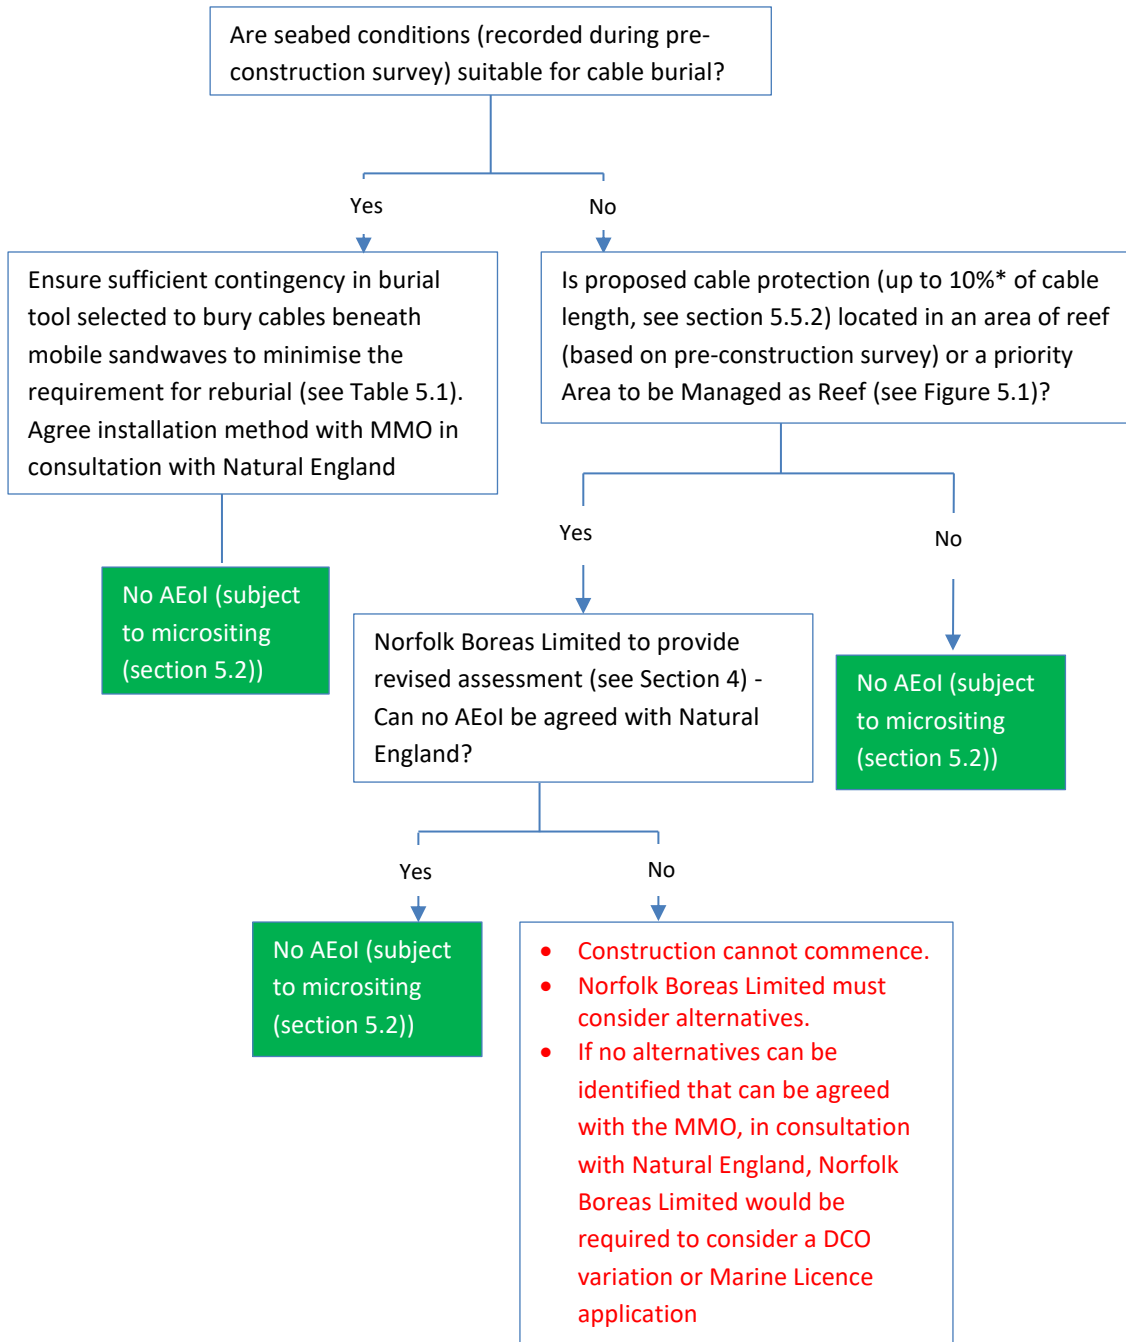 Are seabed conditions (recorded during pre-
construction survey) suitable for cable burial?
Yes
No
Ensure sufficient contingency in burial
tool selected to bury cables beneath
mobile sandwaves to minimise the
requirement for reburial (see Table 5.1).
Agree installation method with MMO in
consultation with Natural England
Is proposed cable protection (up to 10%* of cable
length, see section 5.5.2) located in an area of reef
(based on pre-construction survey) or a priority
Area to be Managed as Reef (see Figure 5.1)?
Yes
No
No AEoI (subject
to micrositing
(section 5.2))
Norfolk Boreas Limited to provide
revised assessment (see Section 4) -
Can no AEoI be agreed with Natural
England?
No AEoI (subject
to micrositing
(section 5.2))
Yes
No
No AEoI (subject
to micrositing
(section 5.2))
• Construction cannot commence.
• Norfolk Boreas Limited must
consider alternatives.
• If no alternatives can be
identified that can be agreed
with the MMO, in consultation
with Natural England, Norfolk
Boreas Limited would be
required to consider a DCO
variation or Marine Licence
application